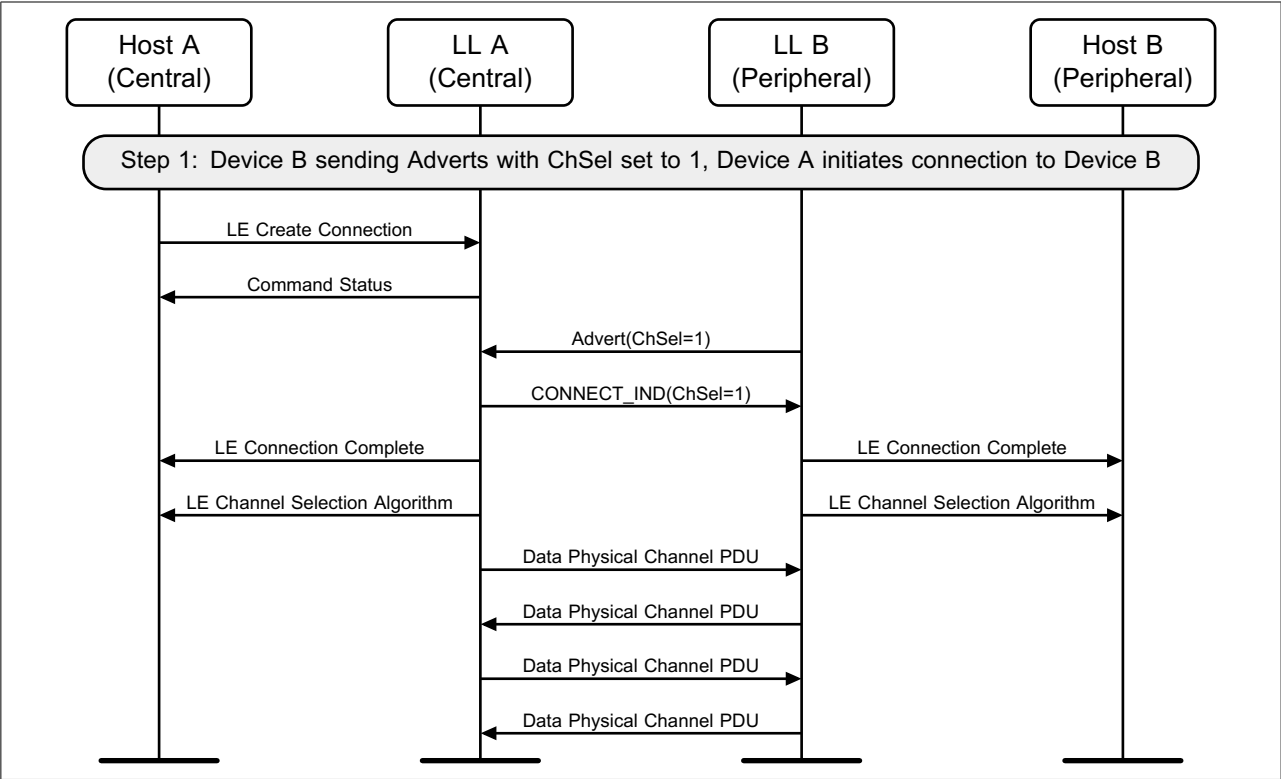 Host A
(Central)
LL A
(Central)
LL B
(Peripheral)
Host B
(Peripheral)
Step 1: Device B sending Adverts with ChSel set to 1, Device A initiates connection to Device B
LE Create Connection
Command Status
Advert(ChSel=1)
CONNECT_IND(ChSel=1)
LE Connection Complete
LE Connection Complete
LE Channel Selection Algorithm
LE Channel Selection Algorithm
Data Physical Channel PDU
Data Physical Channel PDU
Data Physical Channel PDU
Data Physical Channel PDU